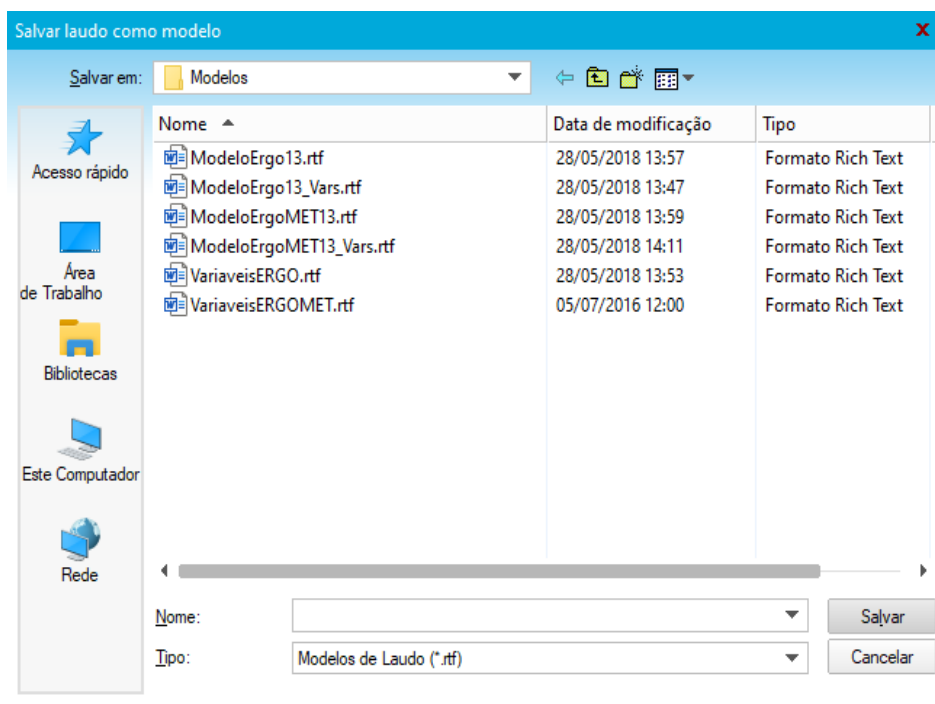 Salvar laudo como modelo
x
Salvar em: Modelos
Nome Data de modificação Tipo
ModeloErgo13.rtf 28/05/2018 13:57 Formato Rich Text
ModeloErgo13_Vars.rtf 28/05/2018 13:47 Formato Rich Text
ModeloErgoMET13.rtf 28/05/2018 13:59 Formato Rich Text
ModeloErgoMET13_Vars.rtf 28/05/2018 14:11 Formato Rich Text
VariaveisERGO.rtf 28/05/2018 13:53 Formato Rich Text
VariaveisERGOMET.rtf 05/07/2016 12:00 Formato Rich Text
Acesso rápido
Área
de Trabalho
Bibliotecas
Este Computador
Rede
Nome: Salvar
Tipo: Modelos de Laudo (*.rtf) Cancelar